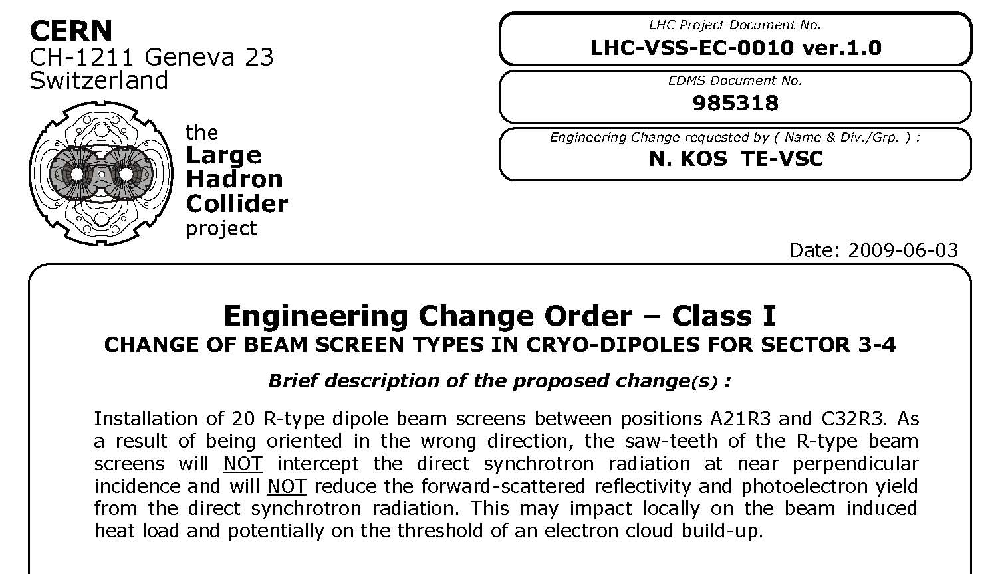 CERN
CH-1211 Geneva 23
Switzerland
the
Large
Hadron
Collider
project
LHC Project Document No.
LHC-VSS-EC-0010 ver.1.0
EDMS Document No.
985318
Engineering Change requested by ( Name & Div./Grp. ) :
N. KOS TE-VSC
Date: 2009-06-03
Engineering Change Order – Class I
CHANGE OF BEAM SCREEN TYPES IN CRYO-DIPOLES FOR SECTOR 3-4
Brief description of the proposed change(s) :
Installation of 20 R-type dipole beam screens between positions A21R3 and C32R3. As
a result of being oriented in the wrong direction, the saw-teeth of the R-type beam
screens will NOT intercept the direct synchrotron radiation at near perpendicular
incidence and will NOT reduce the forward-scattered reflectivity and photoelectron yield
from the direct synchrotron radiation. This may impact locally on the beam induced
heat load and potentially on the threshold of an electron cloud build-up.